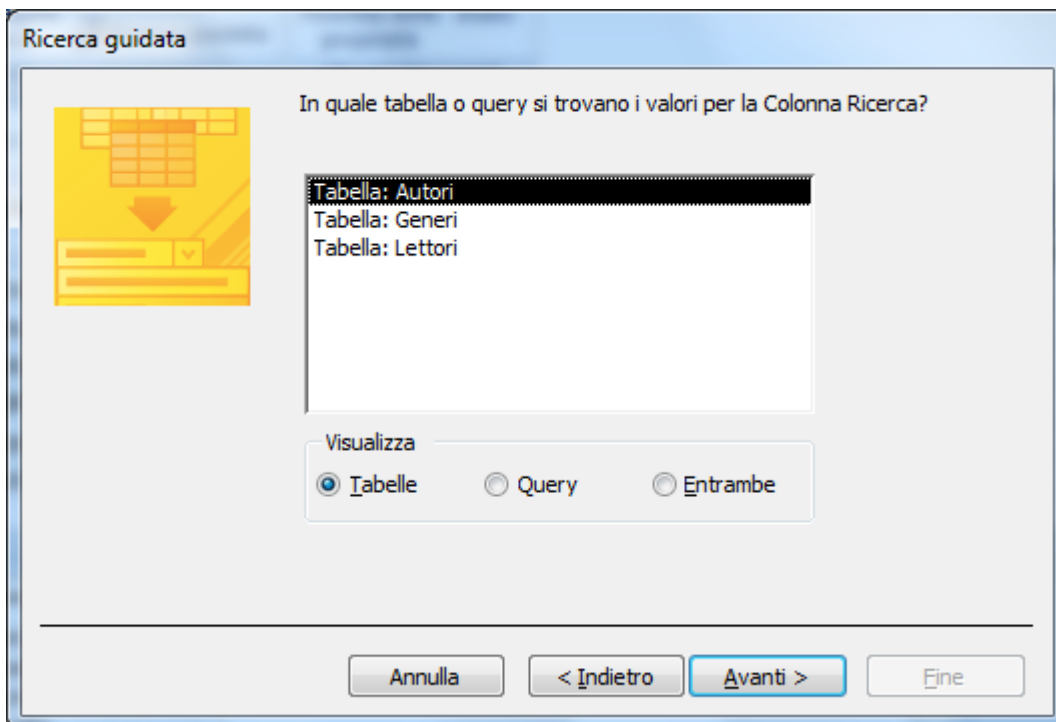 Ricerca guidata
In quale tabella o query si trovano i valori per la Colonna Ricerca?
Tabella: Autori
Tabella: Generi
Tabella: Lettori
Visualizza
Tabelle Query Entrambe
Annulla < Indietro Avanti > Fine